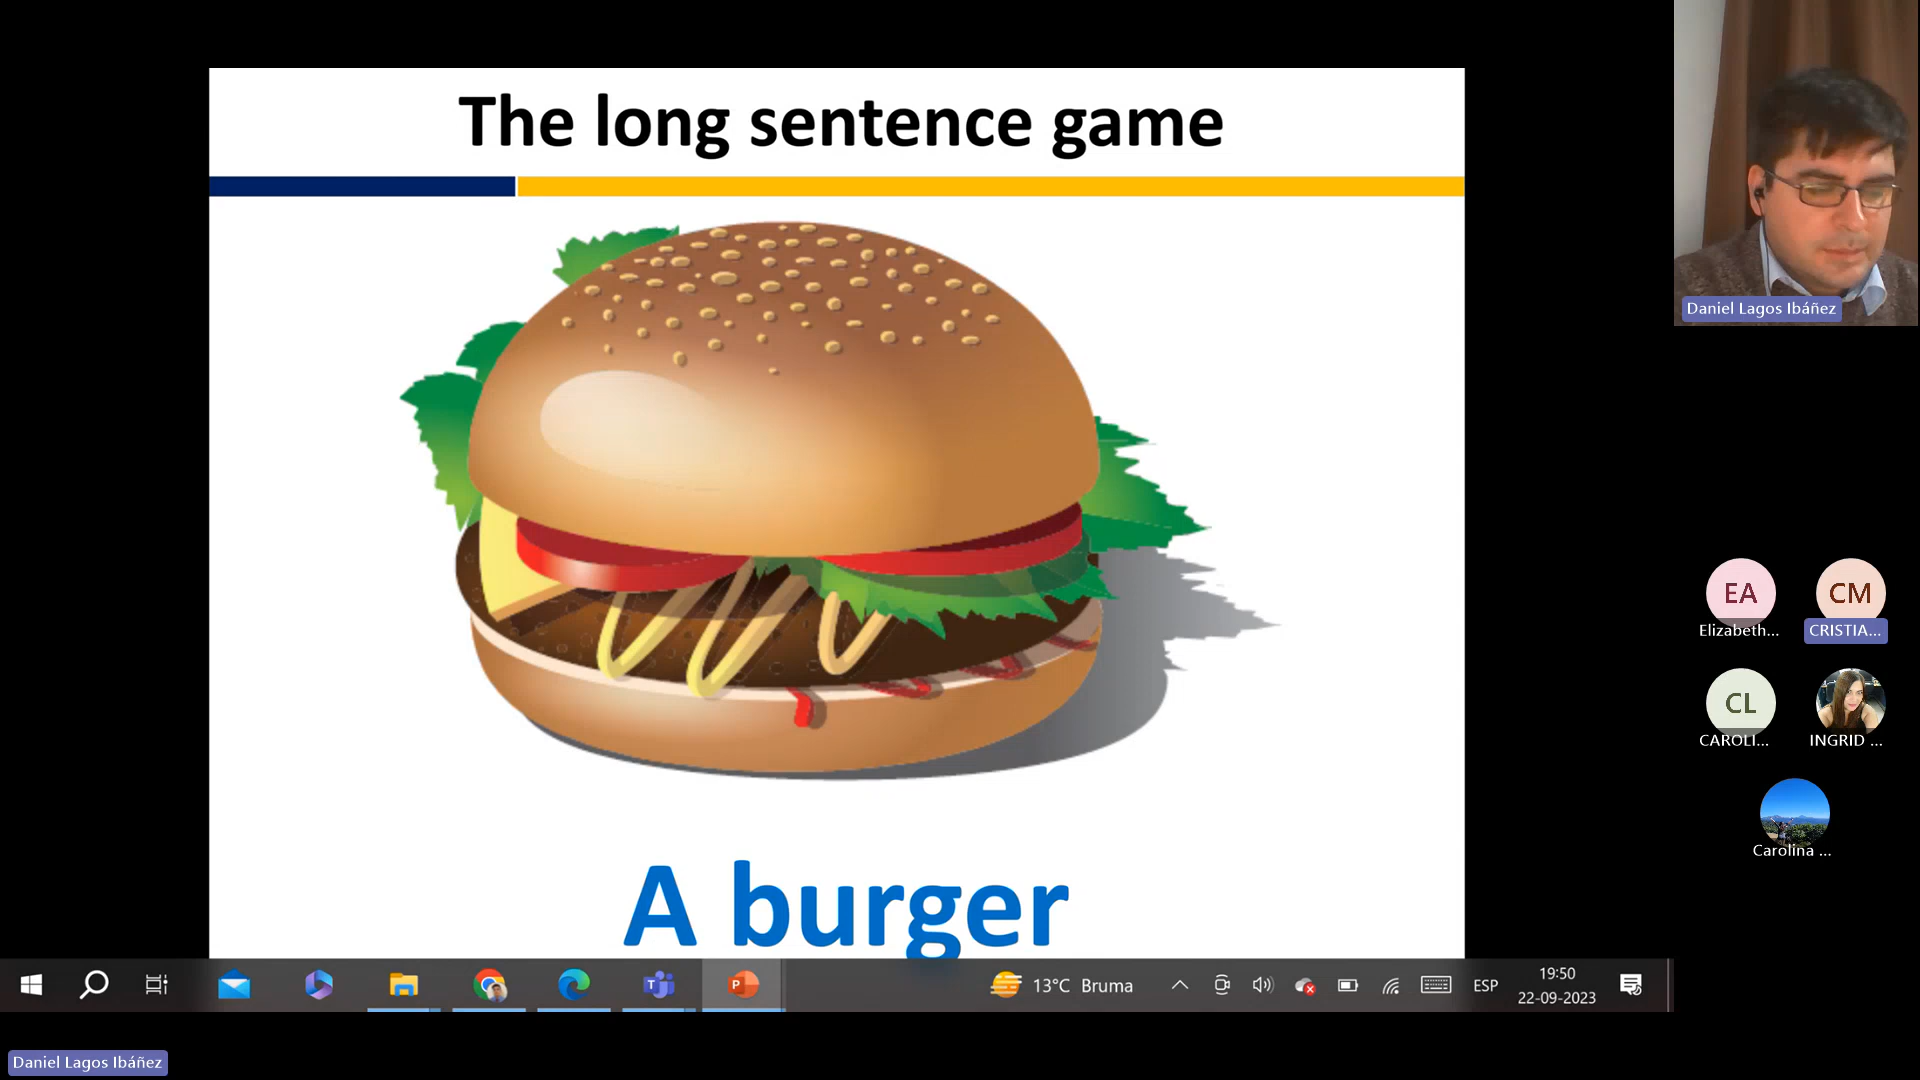 The long sentence game
A burger
Daniel Lagos Ibáñez
EA
CM
Elizabeth...
CRISTIA...
CL
CAROLI...
INGRID ...
Carolina ...
13°C Bruma
ESP
19:50
22-09-2023
Daniel Lagos Ibáñez